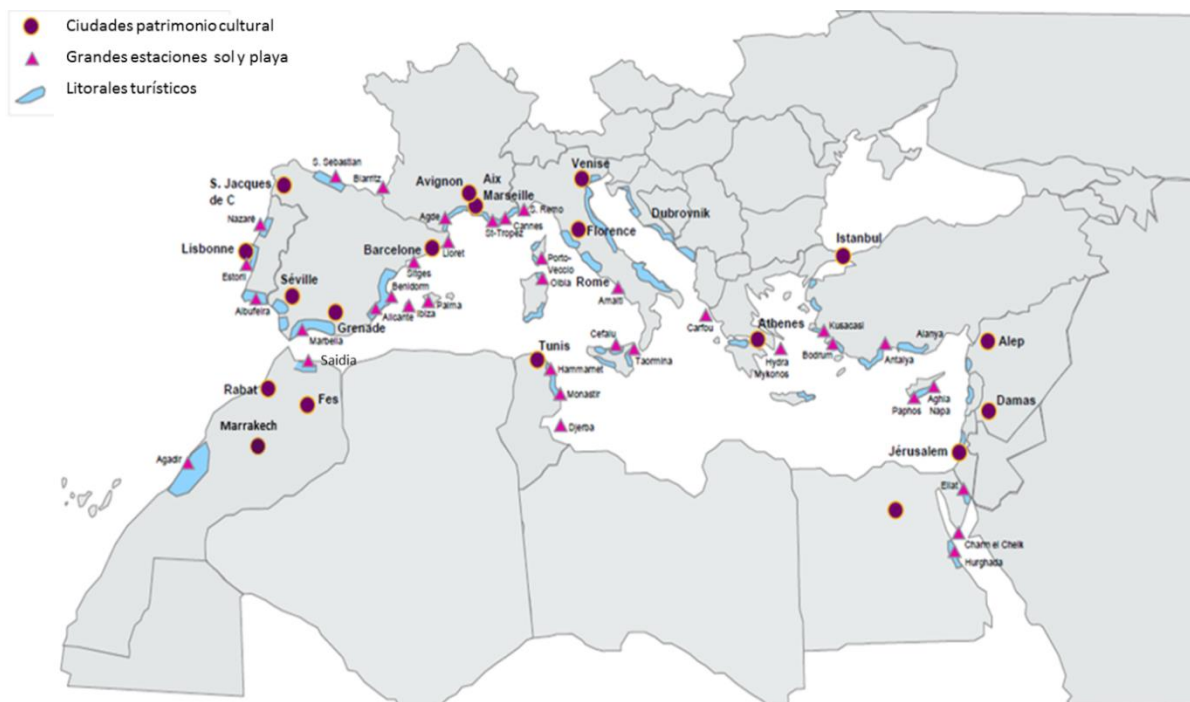 Ciudades patrimonio cultural
Grandes estaciones sol y playa
Litorales turísticos
S. Sebastian
Biarritz
S. Jacques
de C
Avignon
Aix
Marseille
Venise
Nazaré
Agde
S. Remo
Cannes
St-Tropez
Dubrovnik
Florence
Lisbonne
Estoril
Barcelone
Lloret
Sitges
Istanbul
Porto-
Veccio
Olbia
Rome
Amalfi
Séville
Benidorm
Albufeira
Alicante
Ibiza
Palma
Grenade
Marbella
Carfou
Athenes
Hydra
Mykonos
Kusacasi
Bodrum
Alanya
Antalya
Alep
Cefalu
Taormina
Saidia
Tunis
Hammamet
Monastir
Djerba
Paphos
Aghia
Napa
Damas
Rabat
Fes
Marrakech
Agadir
Jérusalem
Eilat
Charm el Cheik
Hurghada